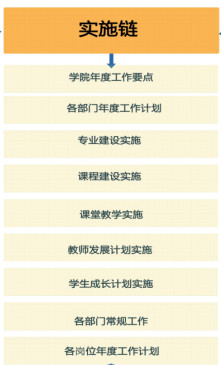 实施链
学院年度工作要点
各部门年度工作计划
专业建设实施
课程建设实施
课堂教学实施
教师发展计划实施
学生成长计划实施
各部门常规工作
各岗位年度工作计划